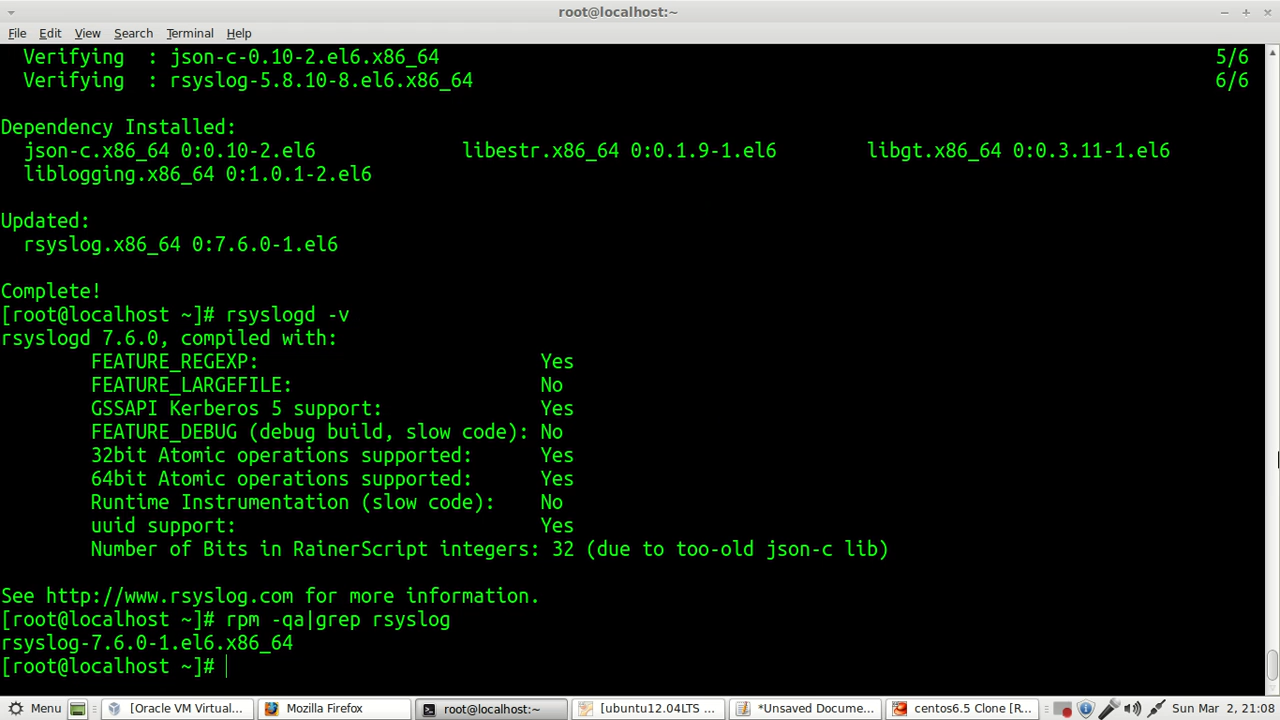 root@localhost:~
File Edit View Search Terminal Help
Verifying : json-c-0.10-2.el6.x86_64 5/6
Verifying : rsyslog-5.8.10-8.el6.x86_64 6/6
Dependency Installed:
json-c.x86_64 0:0.10-2.el6 libestr.x86_64 0:0.1.9-1.el6 libgt.x86_64 0:0.3.11-1.el6
liblogging.x86_64 0:1.0.1-2.el6
Updated:
rsyslog.x86_64 0:7.6.0-1.el6
Complete!
[root@localhost ~]# rsyslogd -v
rsyslogd 7.6.0, compiled with:
FEATURE_REGEXP: Yes
FEATURE_LARGEFILE: No
GSSAPI Kerberos 5 support: Yes
FEATURE_DEBUG (debug build, slow code): No
32bit Atomic operations supported: Yes
64bit Atomic operations supported: Yes
Runtime Instrumentation (slow code): No
uuid support: Yes
Number of Bits in RainerScript integers: 32 (due to too-old json-c lib)
See http://www.rsyslog.com for more information.
[root@localhost ~]# rpm -qa|grep rsyslog
rsyslog-7.6.0-1.el6.x86_64
[root@localhost ~]#
Menu [Oracle VM Virtual... Mozilla Firefox root@localhost:~ [ubuntu12.04LTS ... *Unsaved Docume... centos6.5 Clone [R... Sun Mar 2, 21:08